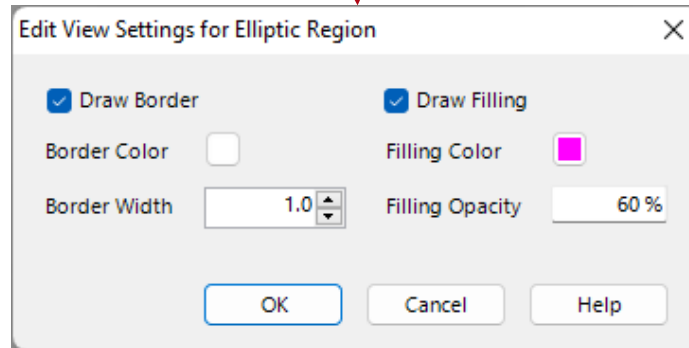 Edit View Settings for Elliptic Region
Draw Border
Draw Filling
Border Color
Filling Color
Border Width 1.0
Filling Opacity 60 %
OK
Cancel
Help